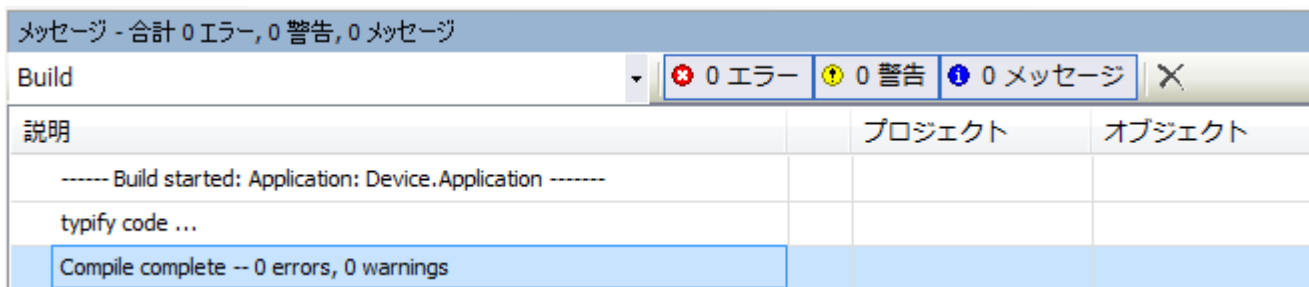 メッセージ - 合計 0 エラー, 0 警告, 0 メッセージ
Build 0 エラー 0 警告 0 メッセージ
説明 プロジェクト オブジェクト
------ Build started: Application: Device.Application -------
typify code ...
Compile complete -- 0 errors, 0 warnings